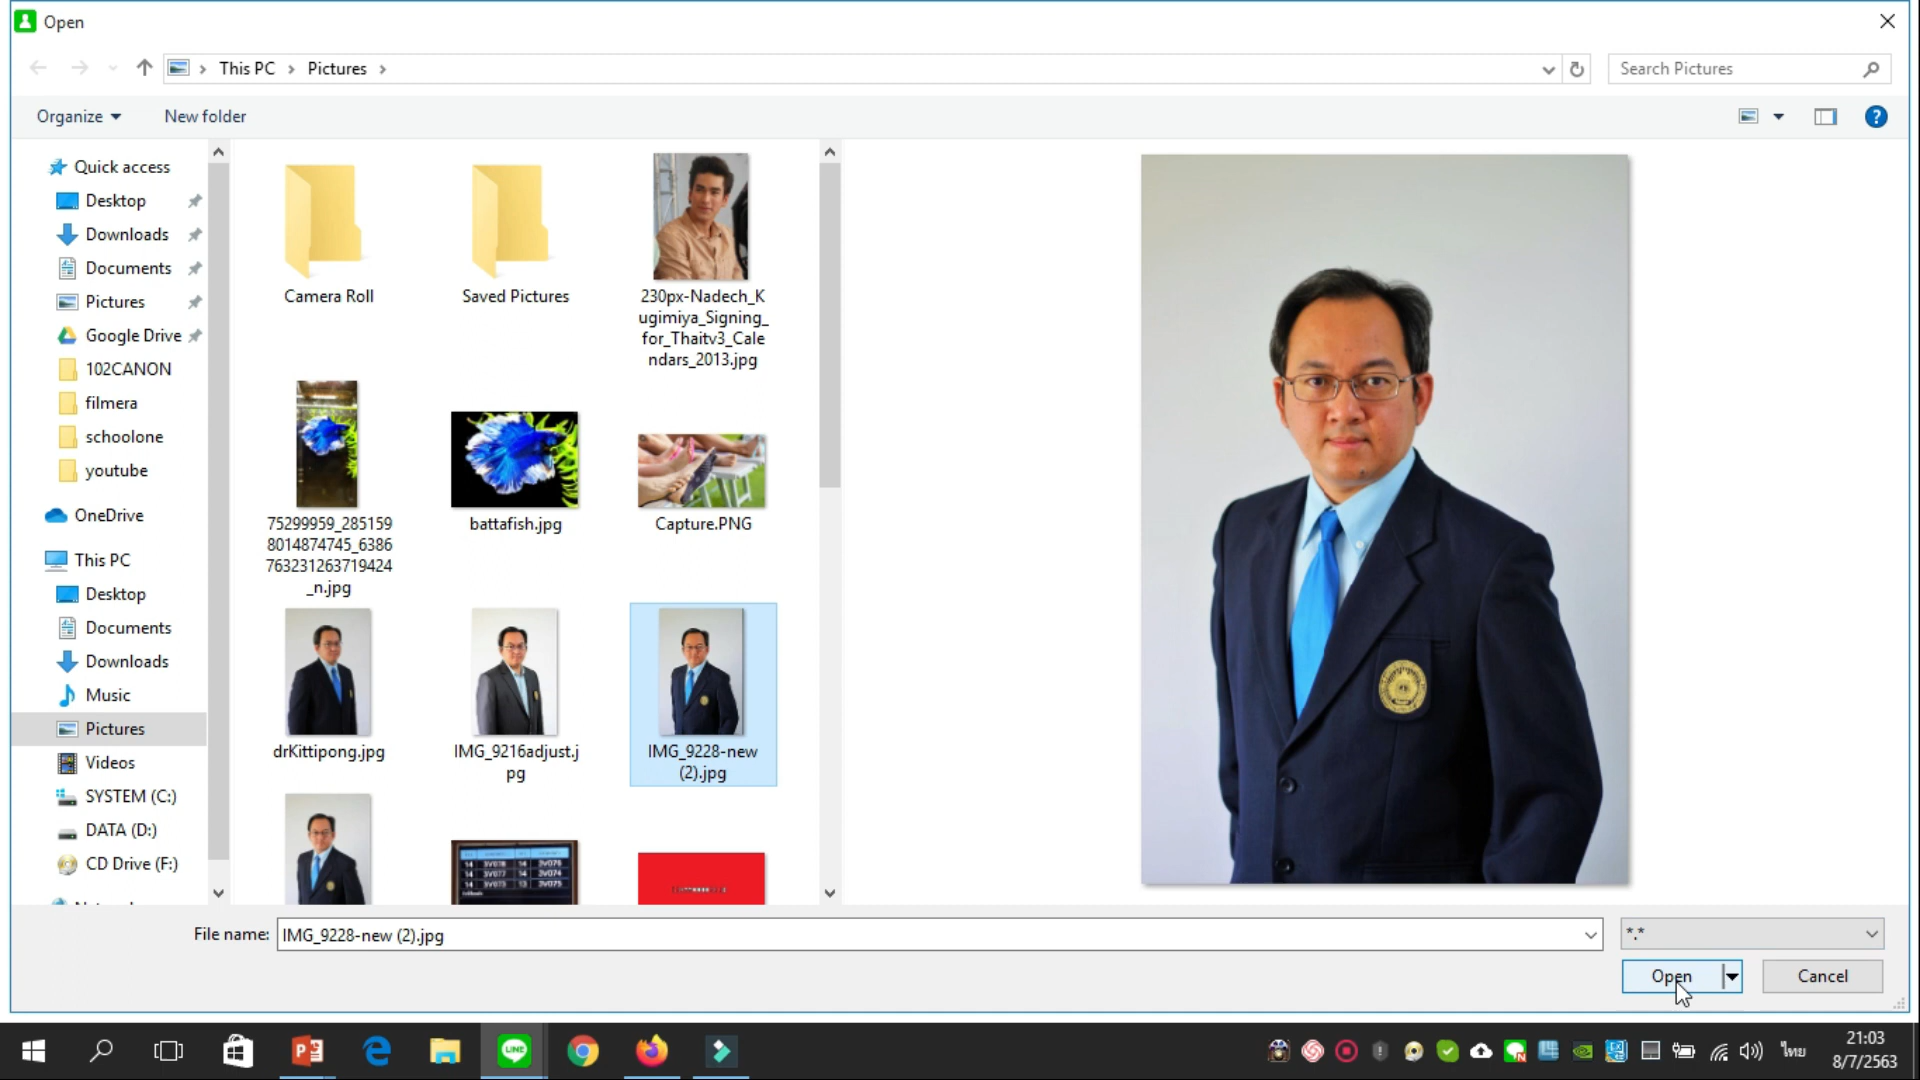 Open
This PC
Pictures
Search Pictures
Organize
New folder
Quick access
Desktop
Downloads
Documents
Pictures
Google Drive
102CANON
filmera
schoolone
youtube
OneDrive
This PC
Desktop
Documents
Downloads
Music
Pictures
Videos
SYSTEM (C:)
DATA (D:)
CD Drive (F:)
Camera Roll
Saved Pictures
230px-Nadech_K
ugimiya_Signing_
for_Thaitv3_Cale
ndars_2013.jpg
75299959_285159
8014874745_6386
763231263719424
_n.jpg
battafish.jpg
Capture.PNG
drKittipong.jpg
IMG_9216adjust.j
pg
IMG_9228-new
(2).jpg
File name:
IMG_9228-new (2).jpg
*.*
Open
Cancel
LINE
ไทย
21:03
8/7/2563